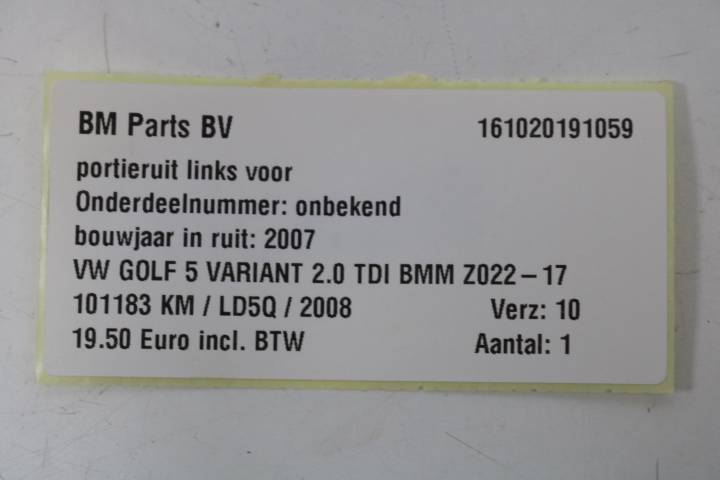 BM Parts BV 161020191059
portieruit links voor
Onderdeelnummer: onbekend
bouwjaar in ruit: 2007
VW GOLF 5 VARIANT 2.0 TDI BMM Z022-17
101183 KM / LD5Q / 2008 Verz: 10
19.50 Euro incl. BTW Aantal: 1